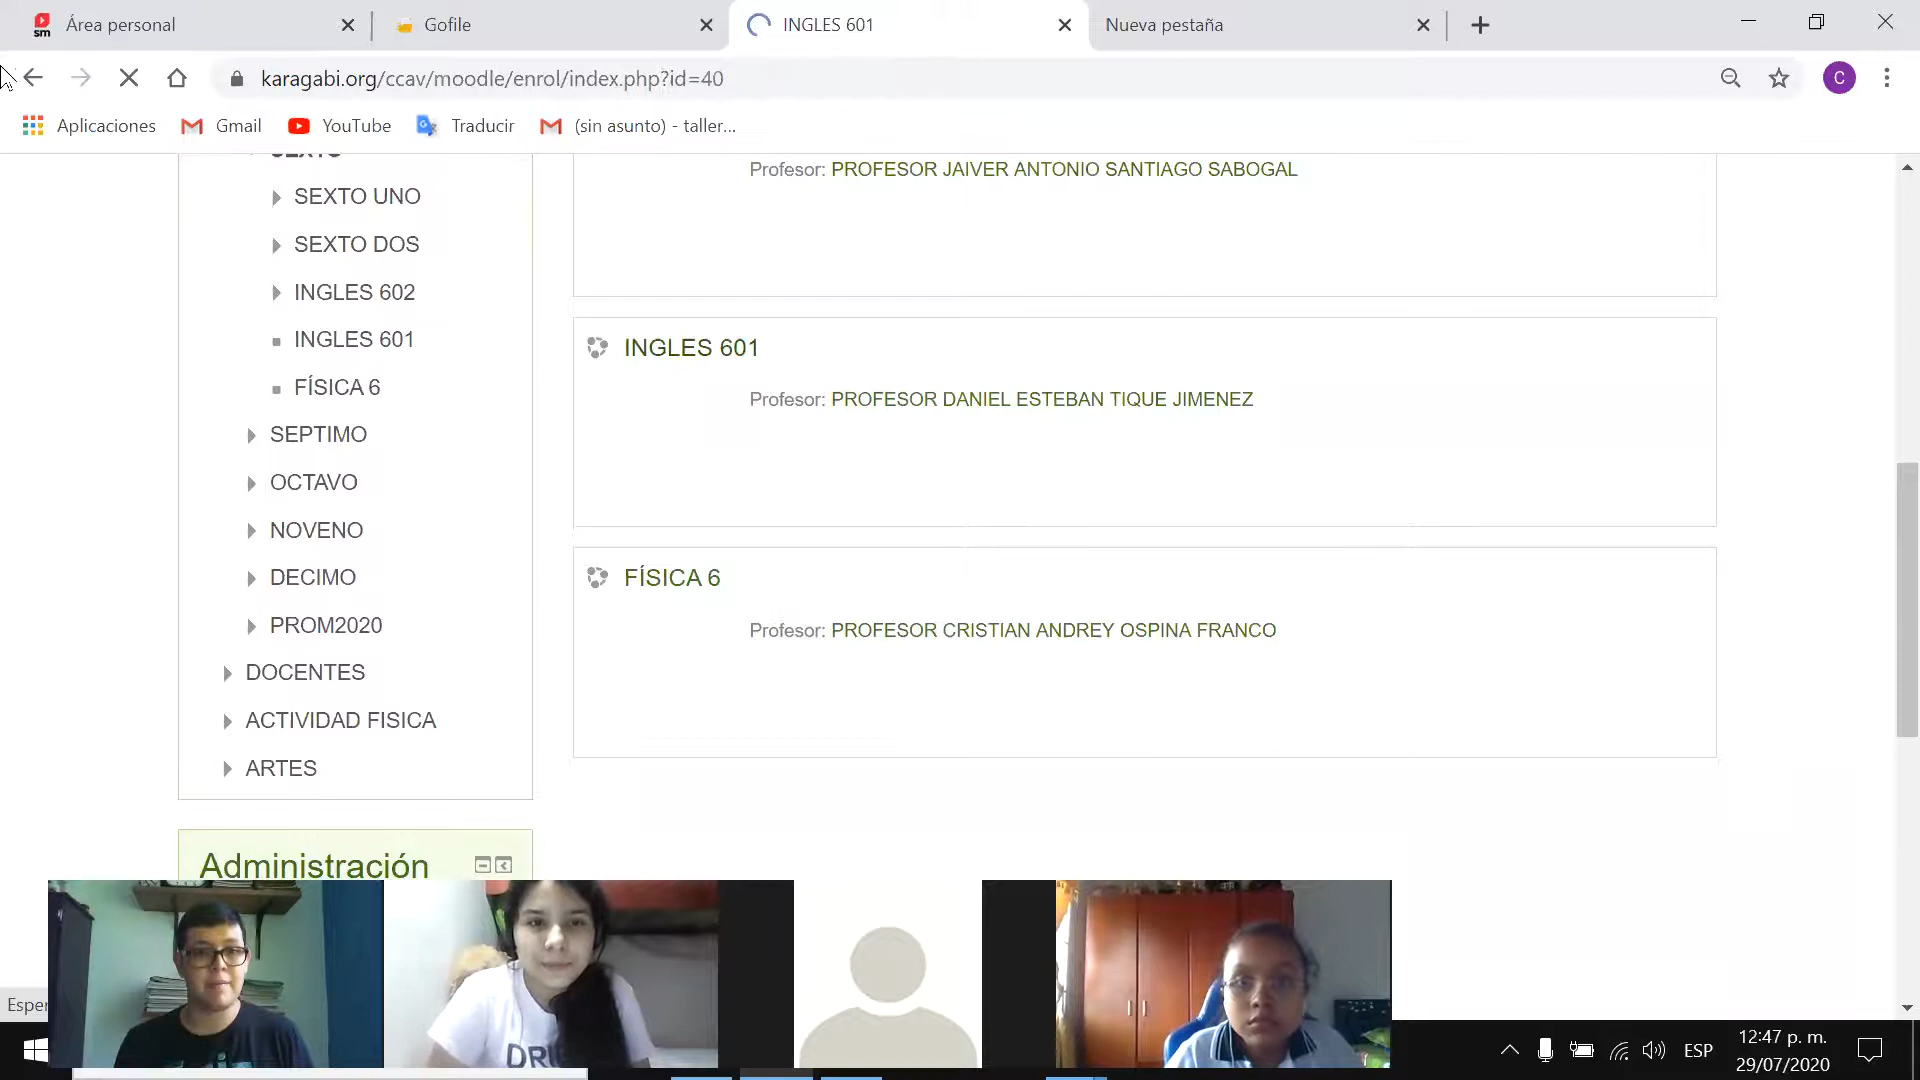 Área personal
Gofile
INGLES 601
Nueva pestaña
karagabi.org/ccav/moodle/enrol/index.php?id=40
C
Aplicaciones
Gmail
YouTube
Traducir
(sin asunto) - taller...
SEXTO
SEXTO UNO
SEXTO DOS
INGLES 602
INGLES 601
FÍSICA 6
SEPTIMO
OCTAVO
NOVENO
DECIMO
PROM2020
DOCENTES
ACTIVIDAD FISICA
ARTES
Administración
Profesor: PROFESOR JAIVER ANTONIO SANTIAGO SABOGAL
INGLES 601
Profesor: PROFESOR DANIEL ESTEBAN TIQUE JIMENEZ
FÍSICA 6
Profesor: PROFESOR CRISTIAN ANDREY OSPINA FRANCO
Esper
ESP
12:47 p. m.
29/07/2020